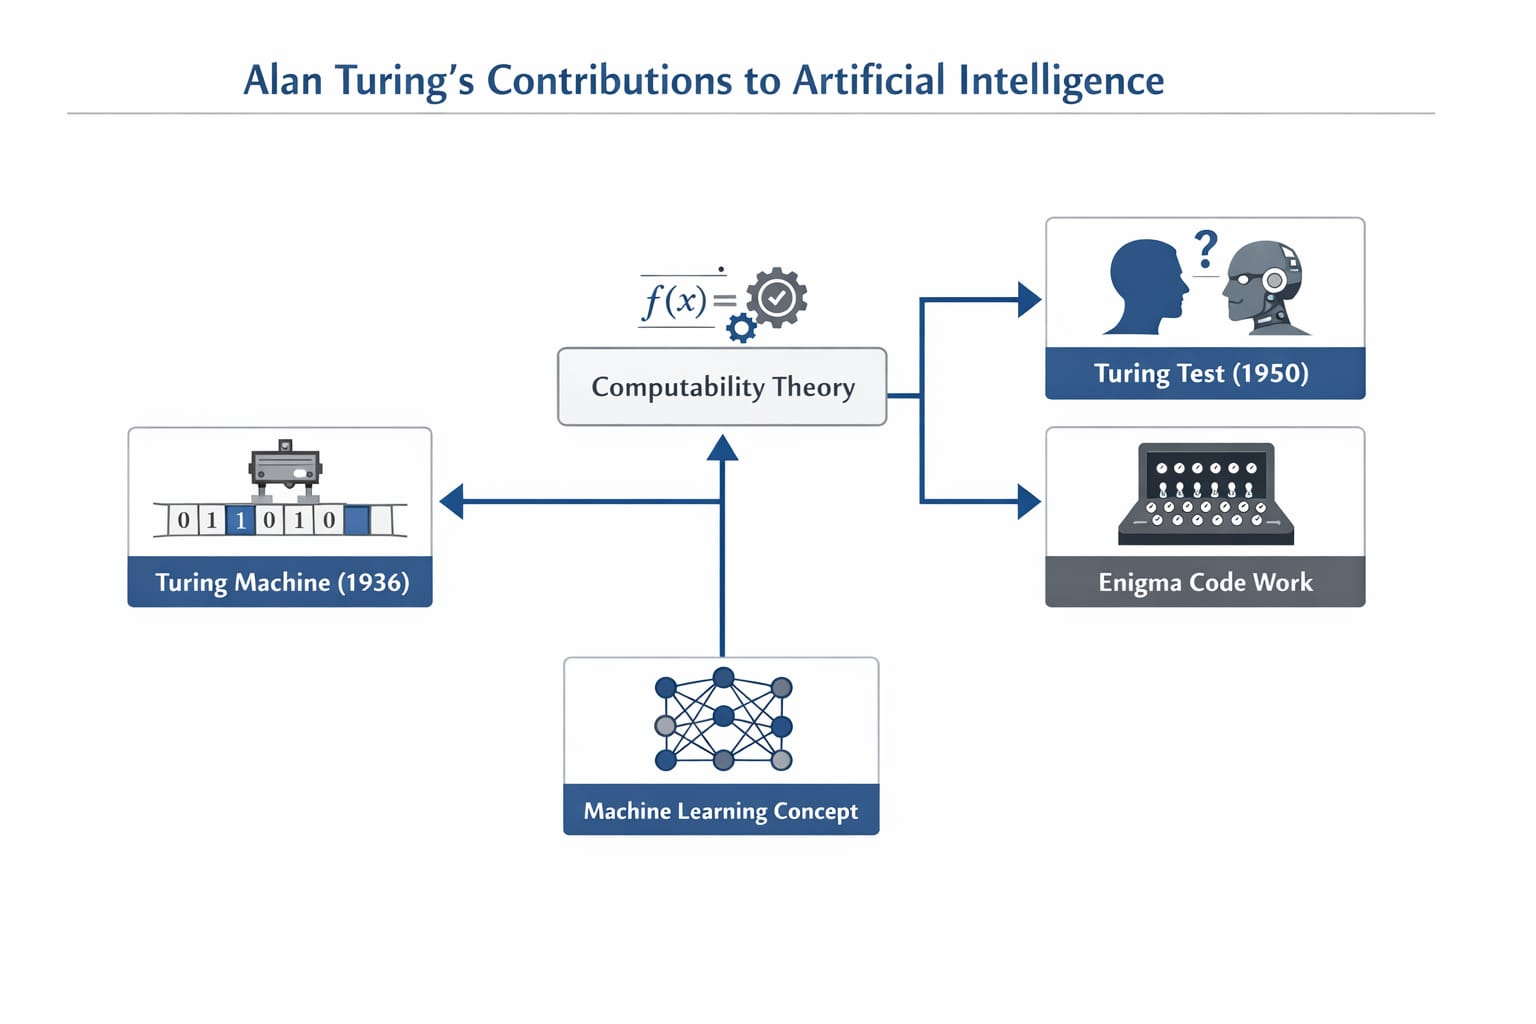 Alan Turing's Contributions to Artificial Intelligence
f(x) =
Computability Theory
?
Turing Test (1950)
0 1 1 0 1 0
Turing Machine (1936)
Enigma Code Work
Machine Learning Concept